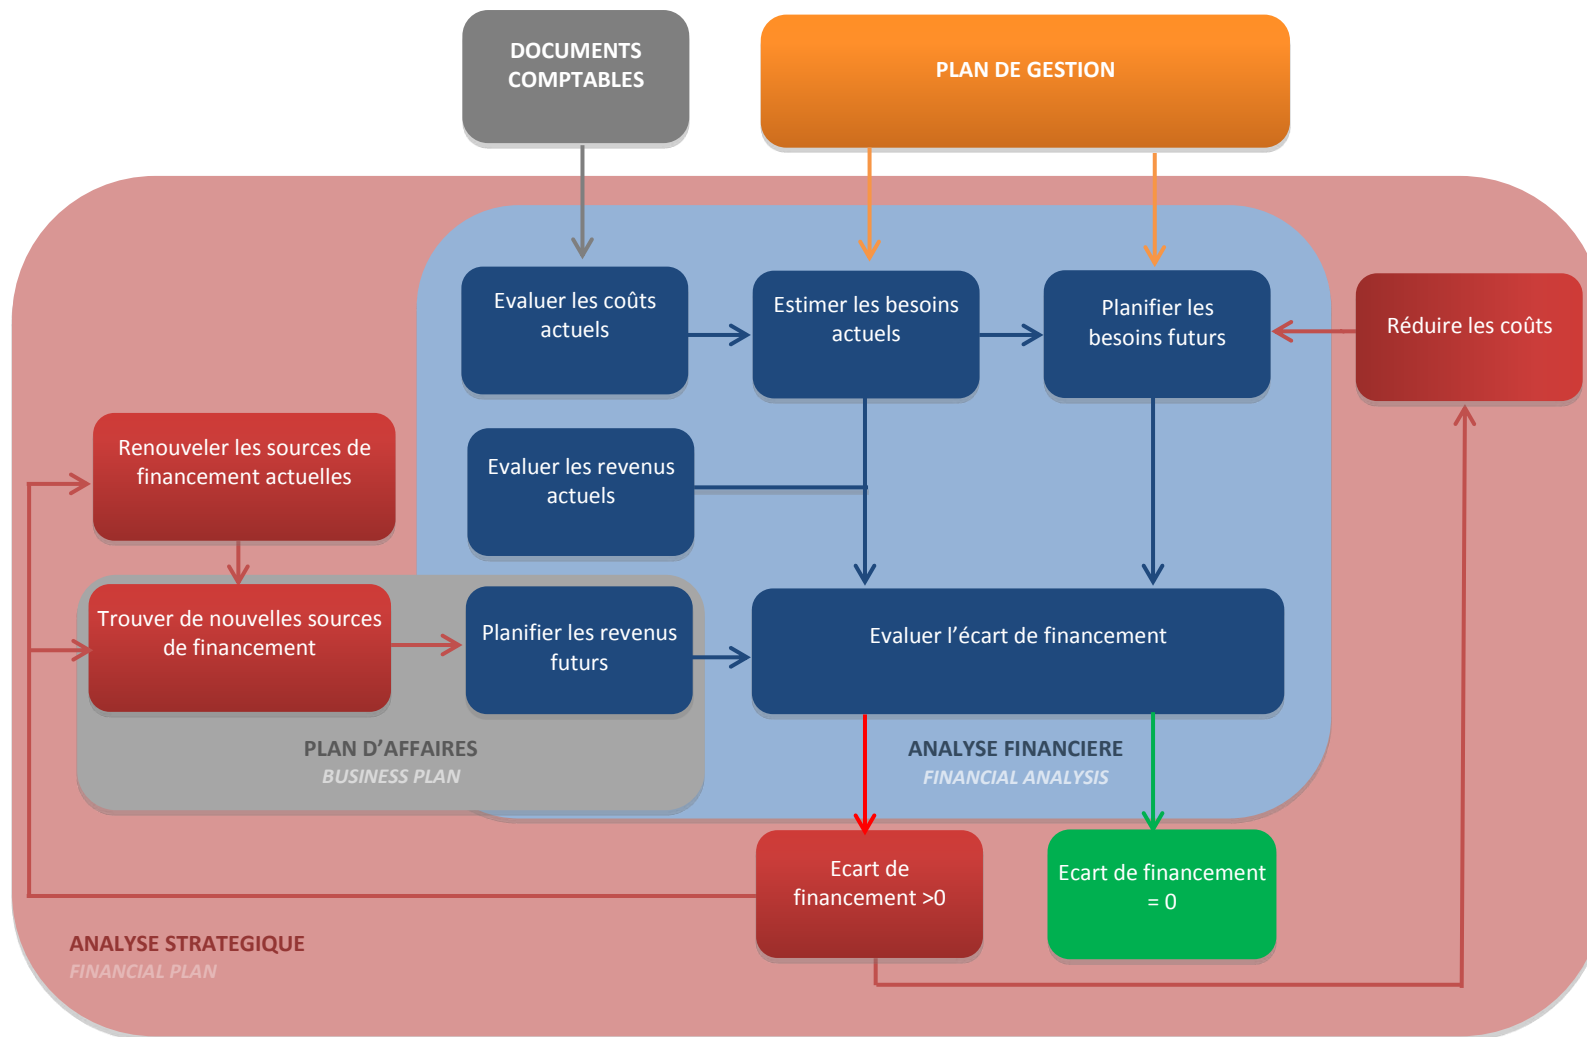 DOCUMENTS
COMPTABLES
PLAN DE GESTION
Evaluer les coûts
actuels
Estimer les besoins
actuels
Planifier les
besoins futurs
Réduire les coûts
Renouveler les sources de
financement actuelles
Evaluer les revenus
actuels
Trouver de nouvelles sources
de financement
Planifier les revenus
futurs
Evaluer l’écart de financement
PLAN D’AFFAIRES
BUSINESS PLAN
ANALYSE FINANCIERE
FINANCIAL ANALYSIS
Ecart de
financement >0
Ecart de financement
= 0
ANALYSE STRATEGIQUE
FINANCIAL PLAN